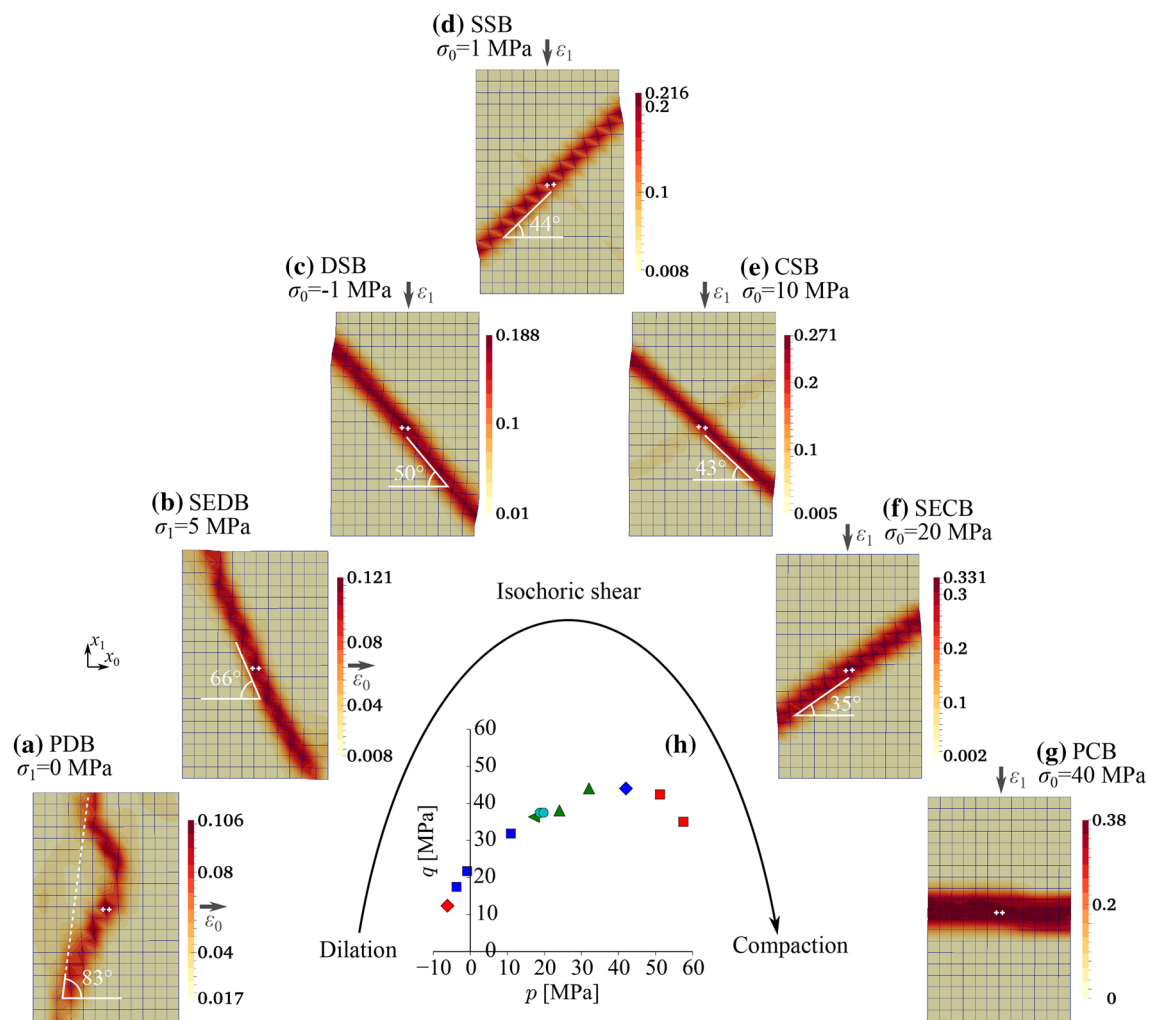 (d) SSB
σ₀=1 MPa
ε₁
0.216
0.2
0.1
0.008
44°
(c) DSB
σ₀=-1 MPa
ε₁
0.188
0.1
0.01
50°
(e) CSB
σ₀=10 MPa
ε₁
0.271
0.2
0.1
0.005
43°
(b) SEDB
σ₁=5 MPa
0.121
0.08
0.04
0.008
ε₀
66°
x₁
x₀
(f) SECB
σ₀=20 MPa
ε₁
0.331
0.3
0.2
0.1
0.002
35°
Isochoric shear
(a) PDB
σ₁=0 MPa
0.106
0.08
0.04
0.017
ε₀
83°
(h)
60
50
40
30
20
10
0
q [MPa]
−10 0 10 20 30 40 50 60
p [MPa]
Dilation
Compaction
(g) PCB
σ₀=40 MPa
ε₁
0.38
0.2
0